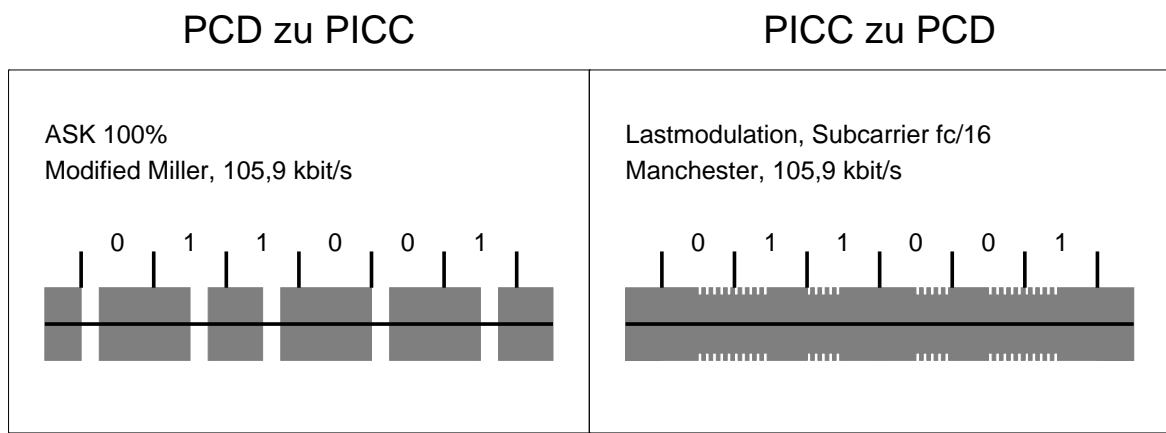 PCD zu PICC
PICC zu PCD
ASK 100%
Modified Miller, 105,9 kbit/s
0 1 1 0 0 1
Lastmodulation, Subcarrier fc/16
Manchester, 105,9 kbit/s
0 1 1 0 0 1